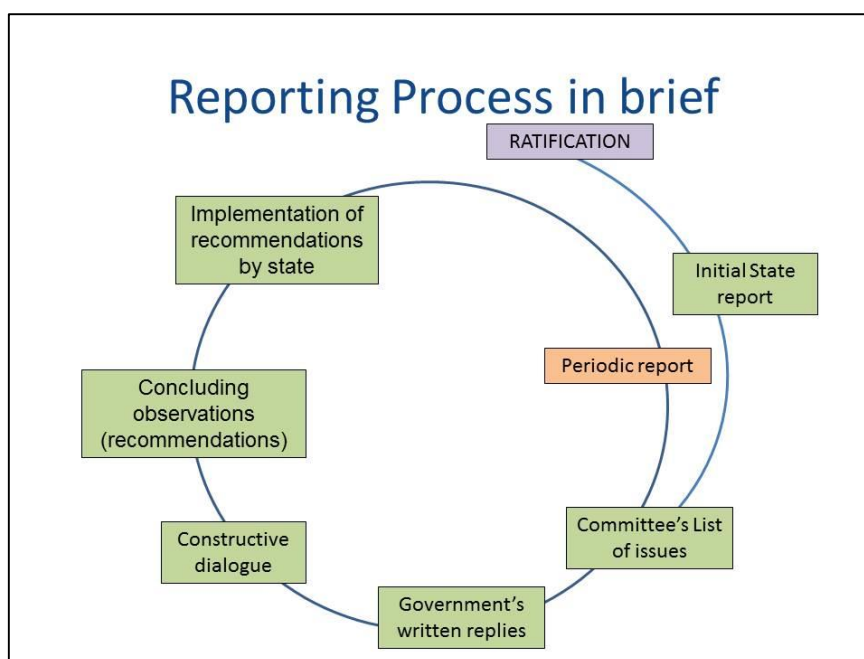 Reporting Process in brief
RATIFICATION
Initial State
report
Periodic report
Committee's List
of issues
Government's
written replies
Constructive
dialogue
Concluding
observations
(recommendations)
Implementation of
recommendations
by state